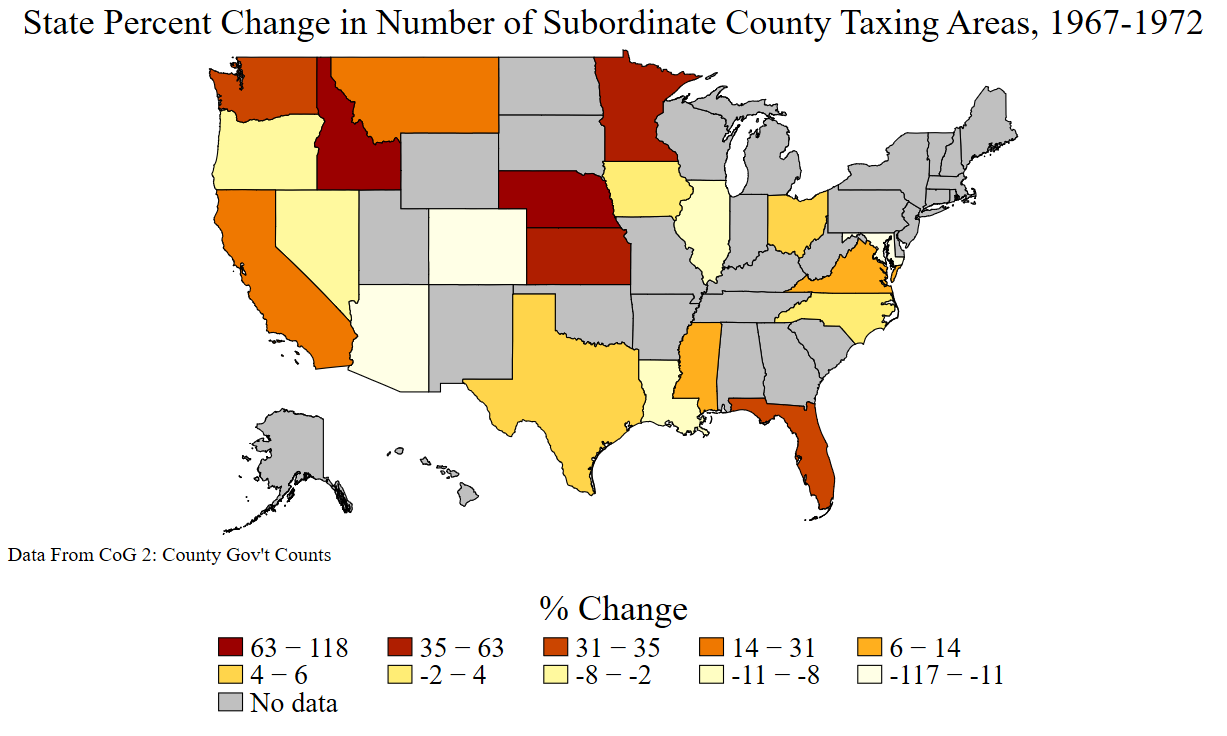 State Percent Change in Number of Subordinate County Taxing Areas, 1967-1972
Data From CoG 2: County Gov't Counts
% Change
63 − 118 35 − 63 31 − 35 14 − 31 6 − 14
4 − 6 -2 − 4 -8 − -2 -11 − -8 -117 − -11
No data